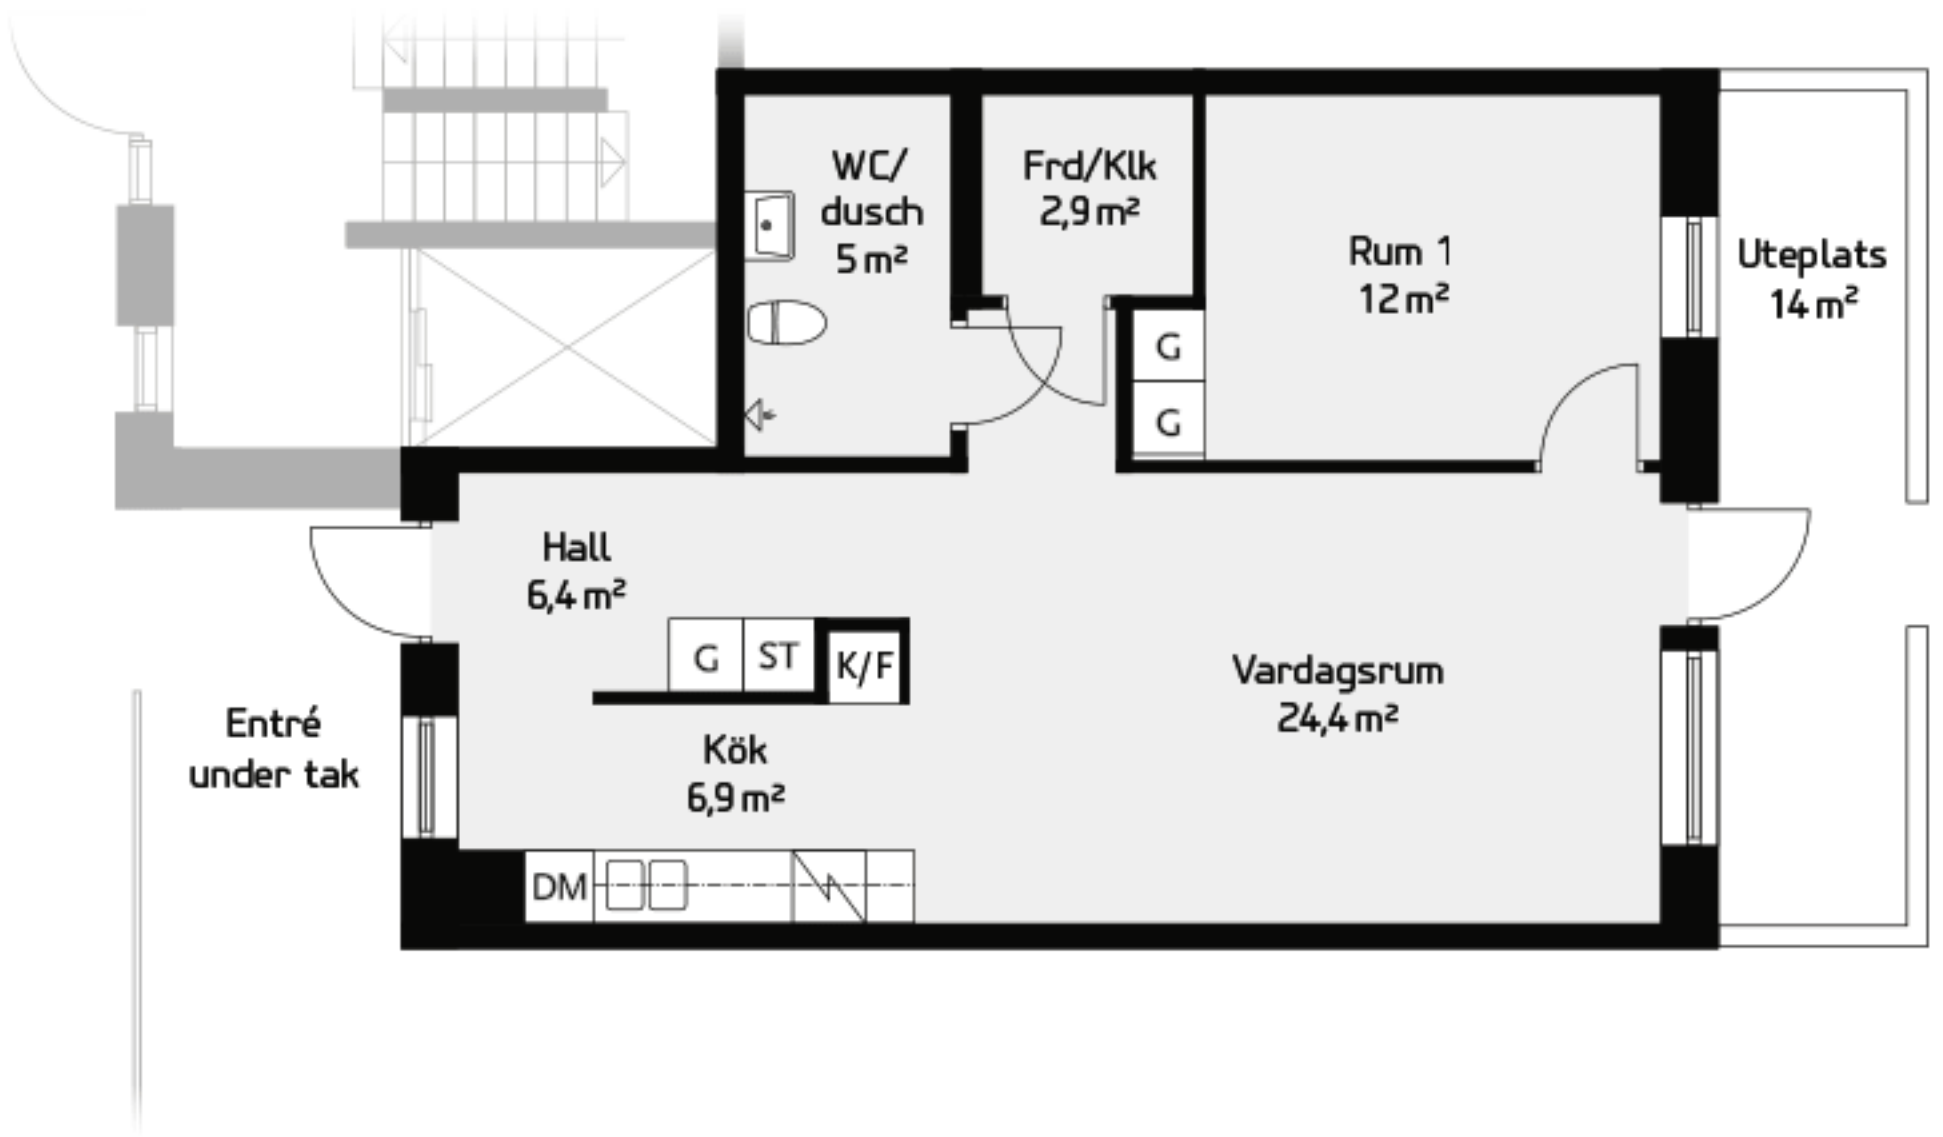 WC/
dusch
5 m²
Frd/Klk
2,9 m²
Rum 1
12 m²
Uteplats
14 m²
G
G
Hall
6,4 m²
G
ST
K/F
Vardagsrum
24,4 m²
Entré
under tak
Kök
6,9 m²
DM